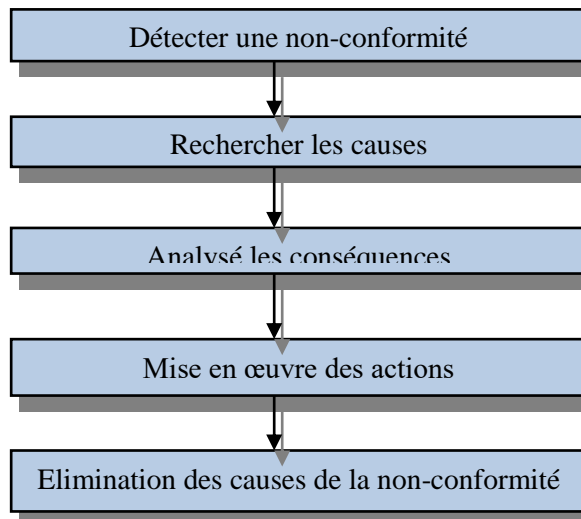 Détecter une non-conformité
Rechercher les causes
Analysé les conséquences
Mise en œuvre des actions
Elimination des causes de la non-conformité